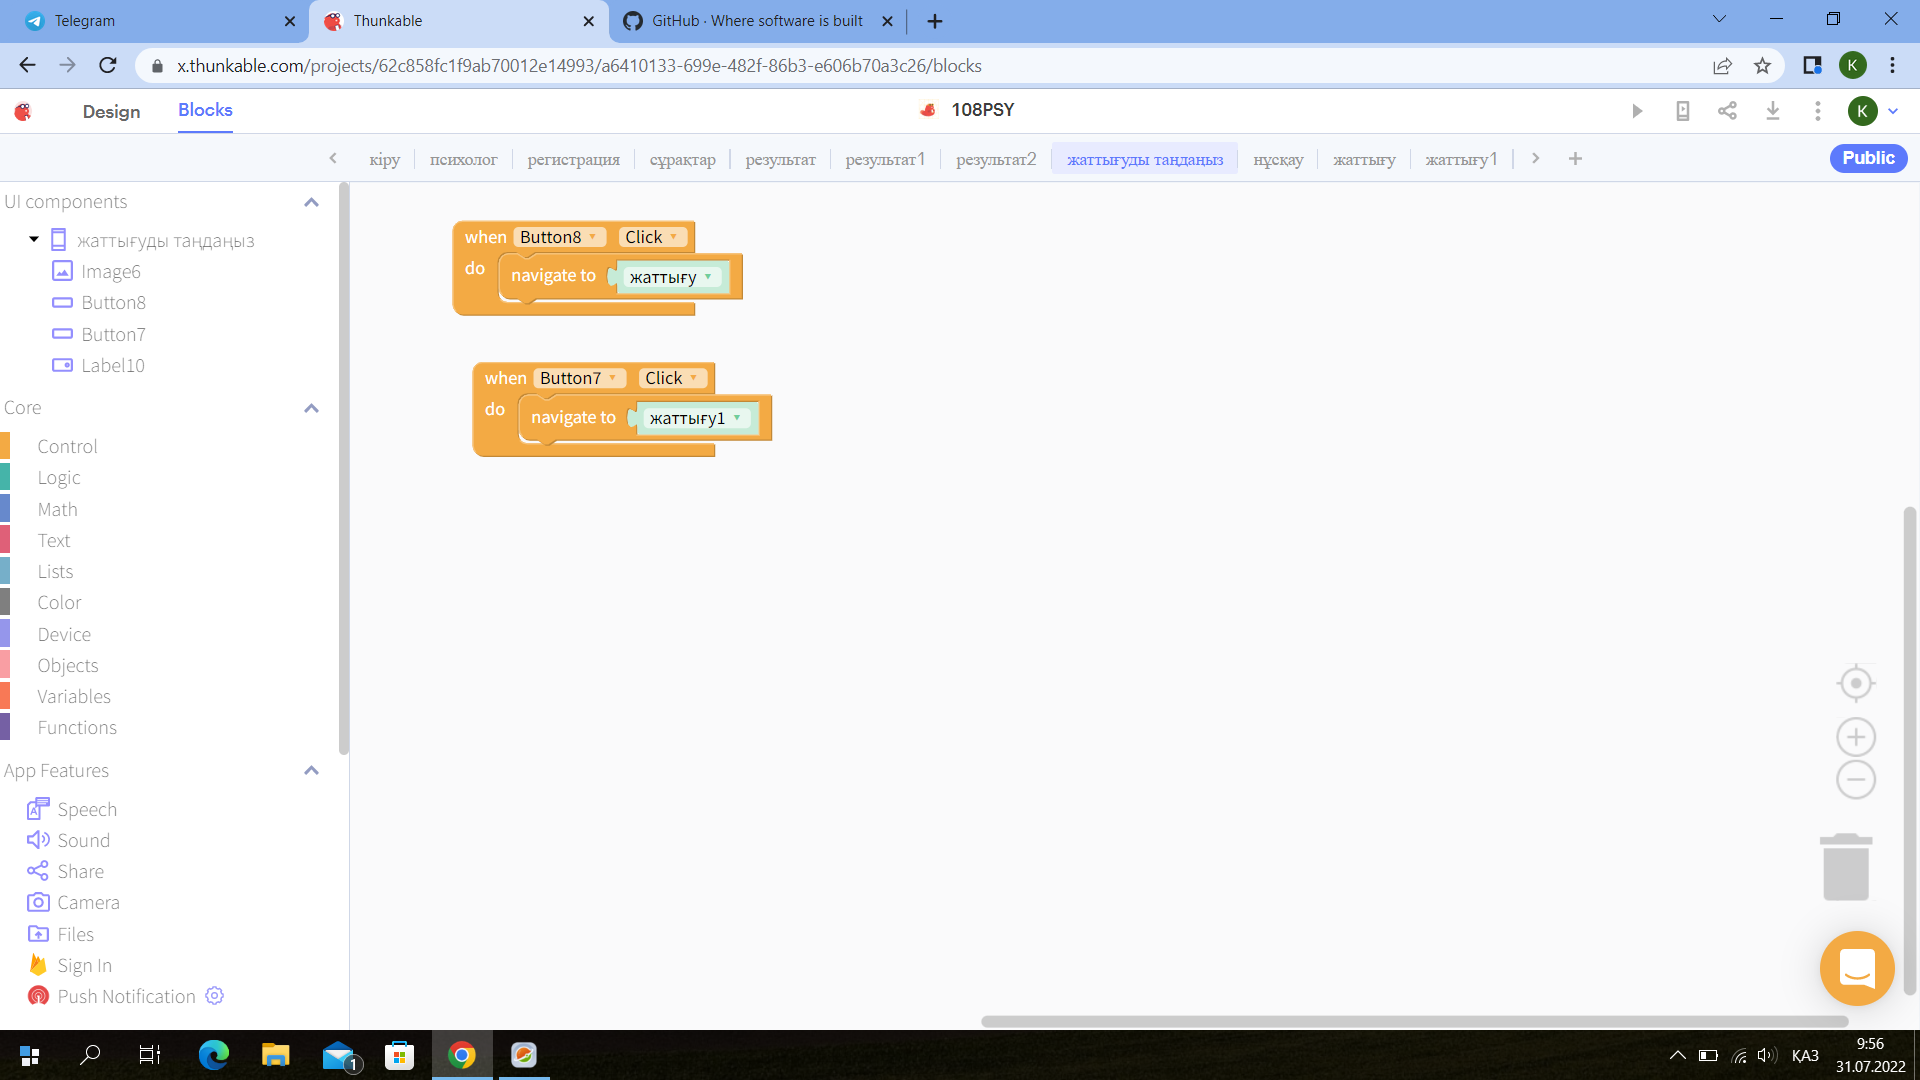 Telegram
Thunkable
GitHub · Where software is built
x.thunkable.com/projects/62c858fc1f9ab70012e14993/a6410133-699e-482f-86b3-e606b70a3c26/blocks
K
Design
Blocks
108PSY
K
кіру
психолог
регистрация
сұрақтар
результат
результат1
результат2
жаттығуды таңдаңыз
нұсқау
жаттығу
жаттығу1
Public
UI components
жаттығуды таңдаңыз
Image6
Button8
Button7
Label10
Core
Control
Logic
Math
Text
Lists
Color
Device
Objects
Variables
Functions
App Features
Speech
Sound
Share
Camera
Files
Sign In
Push Notification
when Button8 Click
do navigate to жаттығу
when Button7 Click
do navigate to жаттығу1
1
ҚАЗ
9:56
31.07.2022